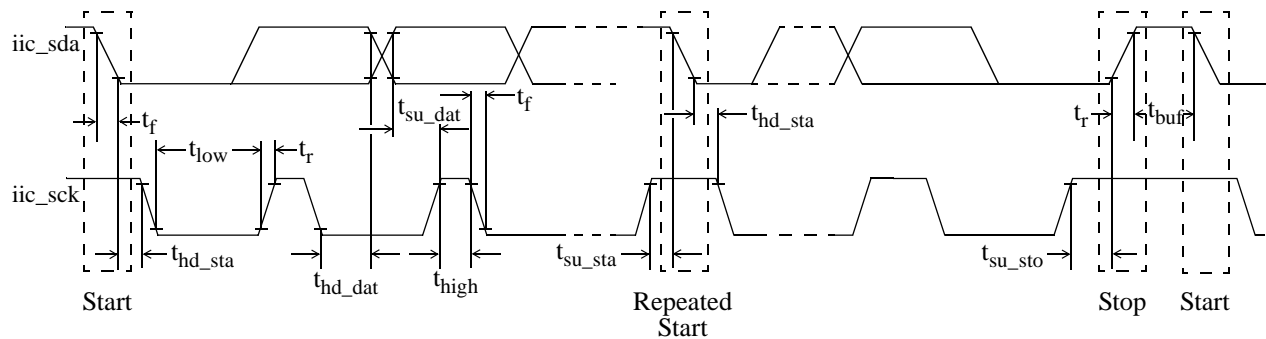 iic_sda
t_f
t_su_dat
t_f
t_hd_sta
t_r
t_buf
t_low
t_r
iic_sck
t_hd_sta
t_hd_dat
t_high
t_su_sta
t_su_sto
Start
Repeated
Start
Stop
Start